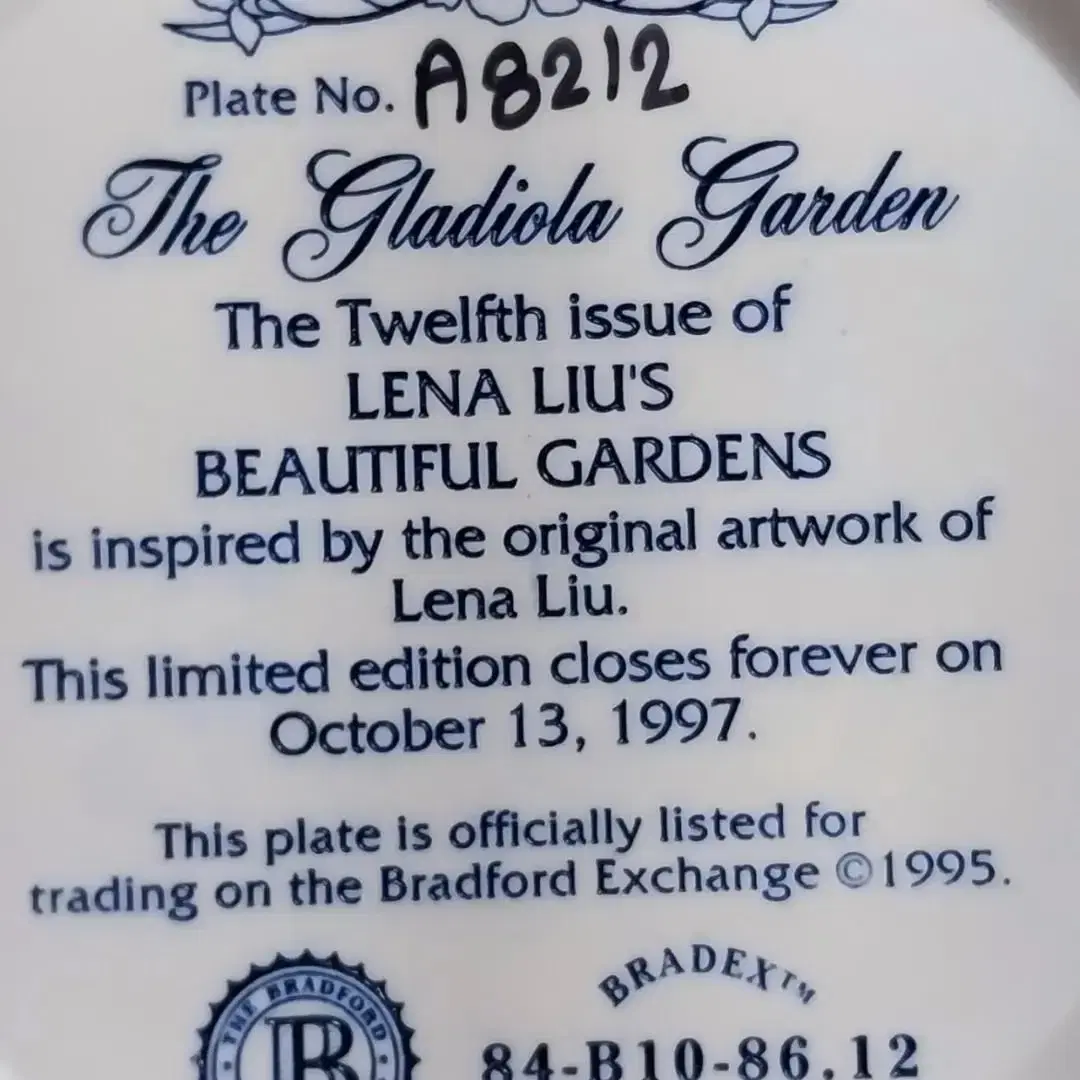 Plate No. A8212
The Gladiola Garden
The Twelfth issue of
LENA LIU'S
BEAUTIFUL GARDENS
is inspired by the original artwork of
Lena Liu.
This limited edition closes forever on
October 13, 1997.
This plate is officially listed for
trading on the Bradford Exchange ©1995.
THE BRADFORD
BRADEX™
84-B10-86.12